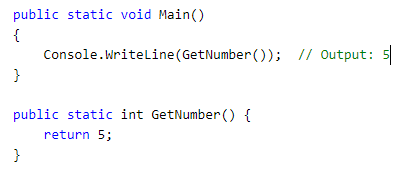 public static void Main()
{
    Console.WriteLine(GetNumber());  // Output: 5
}

public static int GetNumber() {
    return 5;
}